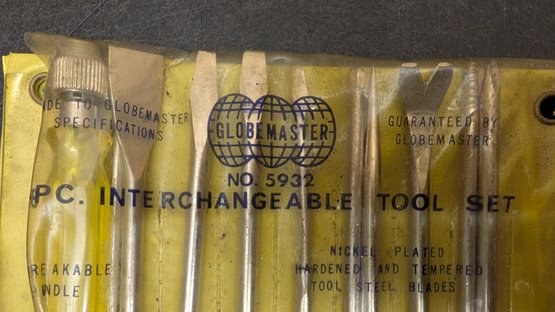 DE TO GLOBEMASTER
SPECIFICATIONS
GLOBEMASTER
GUARANTEED BY
GLOBEMASTER
NO. 5932
PC. INTERCHANGEABLE TOOL SET
REAKABLE
NDLE
NICKEL PLATED
HARDENED AND TEMPERED
TOOL STEEL BLADES